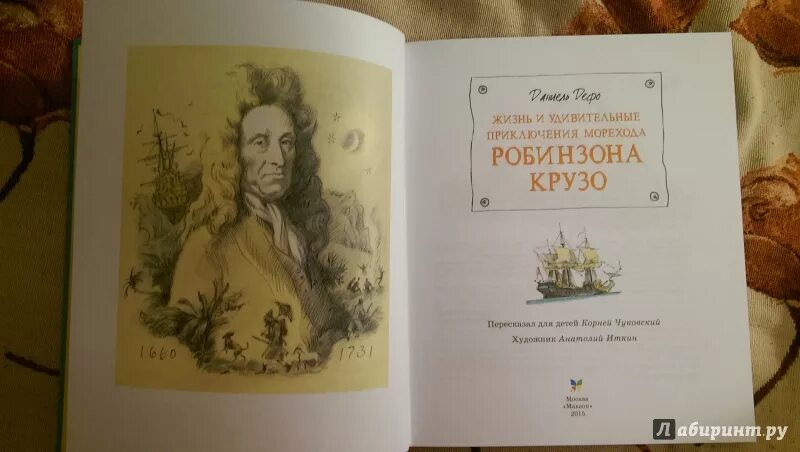 1660 1731
Даниель Дефо
ЖИЗНЬ И УДИВИТЕЛЬНЫЕ
ПРИКЛЮЧЕНИЯ МОРЕХОДА
РОБИНЗОНА
КРУЗО
Пересказал для детей Корней Чуковский
Художник Анатолий Иткин
Москва
«Махаон»
2015
Лабиринт.ру